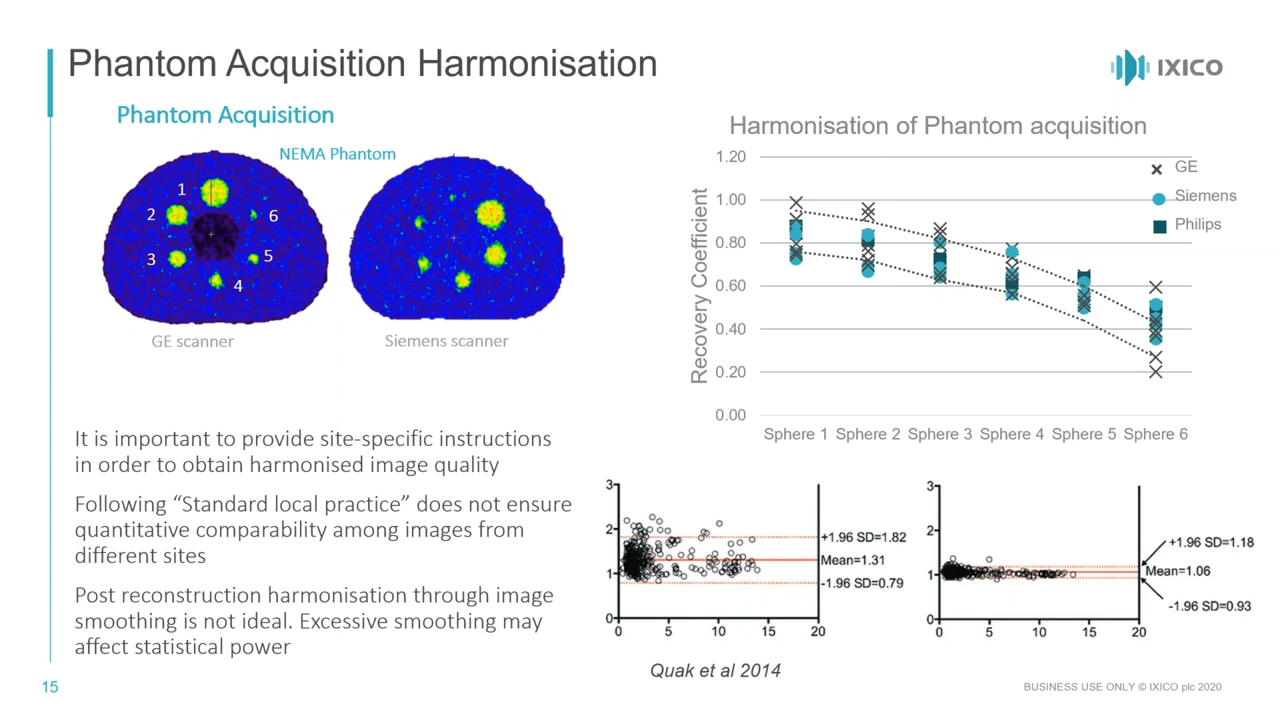 Phantom Acquisition Harmonisation
IXICO
Phantom Acquisition
NEMA Phantom
1
2
3
4
5
6
GE scanner
Siemens scanner
Harmonisation of Phantom acquisition
Recovery Coefficient
1.20
1.00
0.80
0.60
0.40
0.20
0.00
Sphere 1 Sphere 2 Sphere 3 Sphere 4 Sphere 5 Sphere 6
GE
Siemens
Philips
It is important to provide site-specific instructions
in order to obtain harmonised image quality
Following “Standard local practice” does not ensure
quantitative comparability among images from
different sites
Post reconstruction harmonisation through image
smoothing is not ideal. Excessive smoothing may
affect statistical power
3
2
1
0
0 5 10 15 20
+1.96 SD=1.82
Mean=1.31
-1.96 SD=0.79
3
2
1
0
0 5 10 15 20
+1.96 SD=1.18
Mean=1.06
-1.96 SD=0.93
Quak et al 2014
15
BUSINESS USE ONLY © IXICO plc 2020